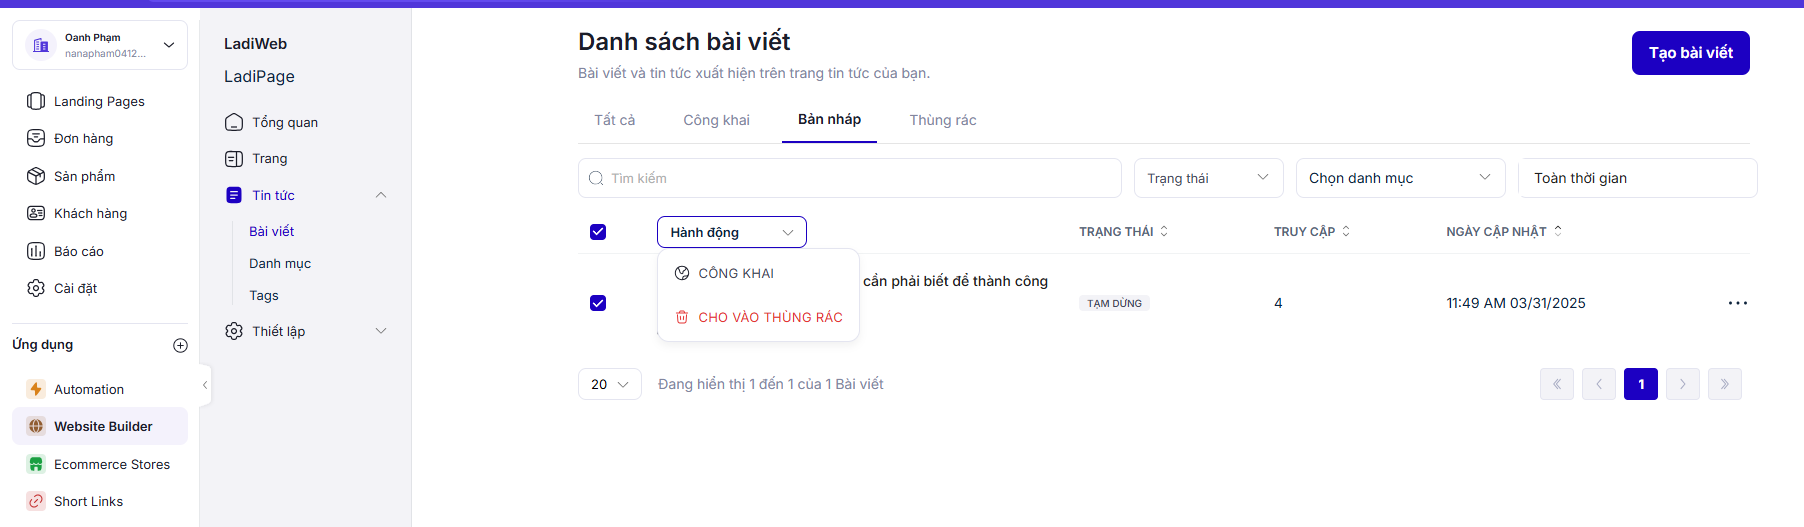 Oanh Phạm
nanapham0412...
Landing Pages
Đơn hàng
Sản phẩm
Khách hàng
Báo cáo
Cài đặt
Ứng dụng
Automation
Website Builder
Ecommerce Stores
Short Links
LadiWeb
LadiPage
Tổng quan
Trang
Tin tức
Bài viết
Danh mục
Tags
Thiết lập
Danh sách bài viết
Bài viết và tin tức xuất hiện trên trang tin tức của bạn.
Tạo bài viết
Tất cả
Công khai
Bản nháp
Thùng rác
Tìm kiếm
Trạng thái
Chọn danh mục
Toàn thời gian
Hành động
TRẠNG THÁI
TRUY CẬP
NGÀY CẬP NHẬT
CÔNG KHAI
CHO VÀO THÙNG RÁC
cần phải biết để thành công
TẠM DỪNG
4
11:49 AM 03/31/2025
20
Đang hiển thị 1 đến 1 của 1 Bài viết
1